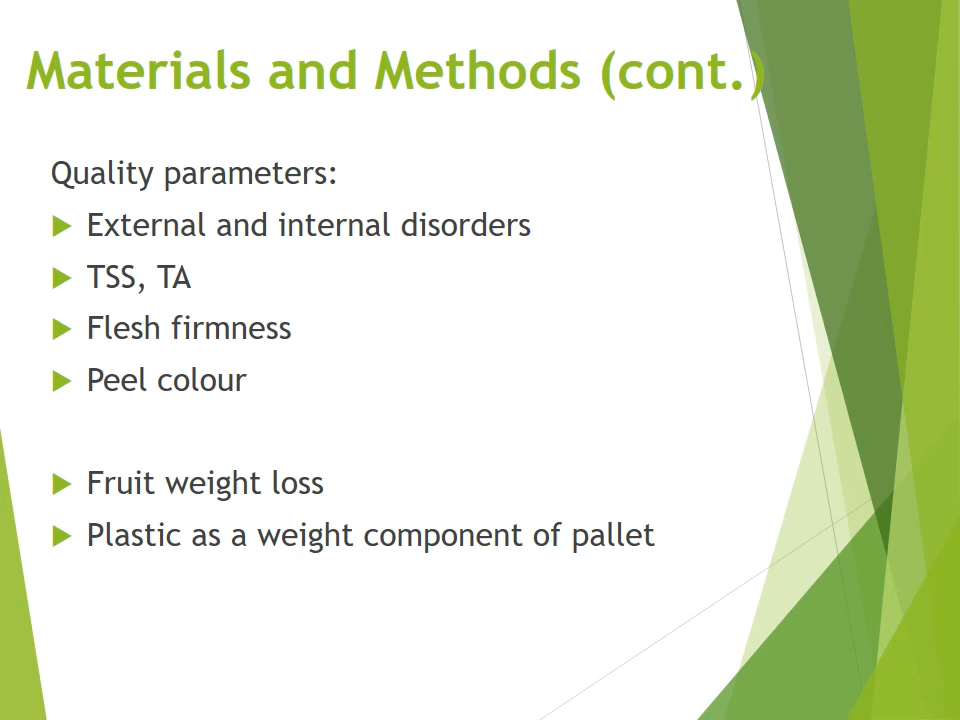 Materials and Methods (cont.)
Quality parameters:
External and internal disorders
TSS, TA
Flesh firmness
Peel colour
Fruit weight loss
Plastic as a weight component of pallet